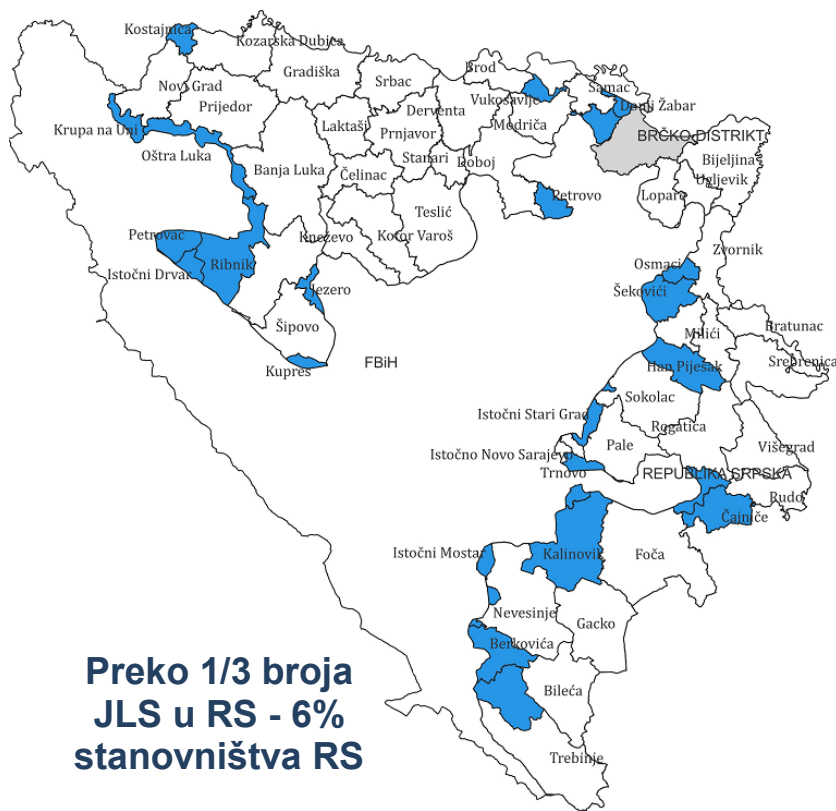 Kostajnica
Kozarska Dubica
Novi Grad
Gradiška
Srbac
Brod
Prijedor
Vukosavlje
Šamac
Krupa na Uni
Laktaši
Derventa
Donji Žabar
Prnjavor
Modriča
BRČKO DISTRIKT
Oštra Luka
Banja Luka
Čelinac
Stanari
Doboj
Bijeljina
Ugljevik
Teslić
Petrovo
Lopare
Petrovac
Kneževo
Kotor Varoš
Zvornik
Istočni Drvar
Ribnik
Osmaci
Jezero
Šekovići
Šipovo
Milići
Bratunac
Kupres
FBiH
Han Pijesak
Srebrenica
Sokolac
Istočni Stari Grad
Rogatica
Pale
Višegrad
Istočno Novo Sarajevo
Trnovo
REPUBLIKA SRPSKA
Rudo
Čajniče
Istočni Mostar
Kalinovik
Foča
Nevesinje
Gacko
Berkovića
Bileća
Trebinje
Preko 1/3 broja
JLS u RS - 6%
stanovništva RS